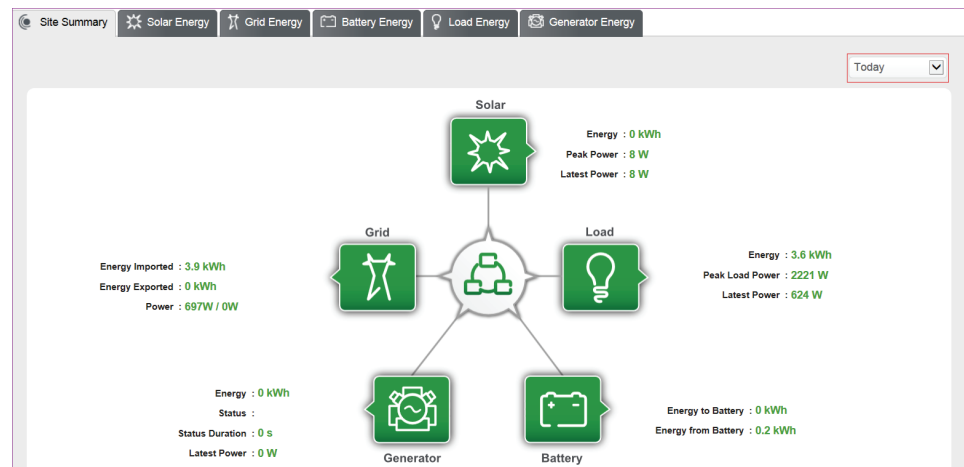 Site Summary
Solar Energy
Grid Energy
Battery Energy
Load Energy
Generator Energy
Today
Solar
Energy : 0 kWh
Peak Power : 8 W
Latest Power : 8 W
Grid
Energy Imported : 3.9 kWh
Energy Exported : 0 kWh
Power : 697W / 0W
Load
Energy : 3.6 kWh
Peak Load Power : 2221 W
Latest Power : 624 W
Energy : 0 kWh
Status :
Status Duration : 0 s
Latest Power : 0 W
Generator
Energy to Battery : 0 kWh
Energy from Battery : 0.2 kWh
Battery